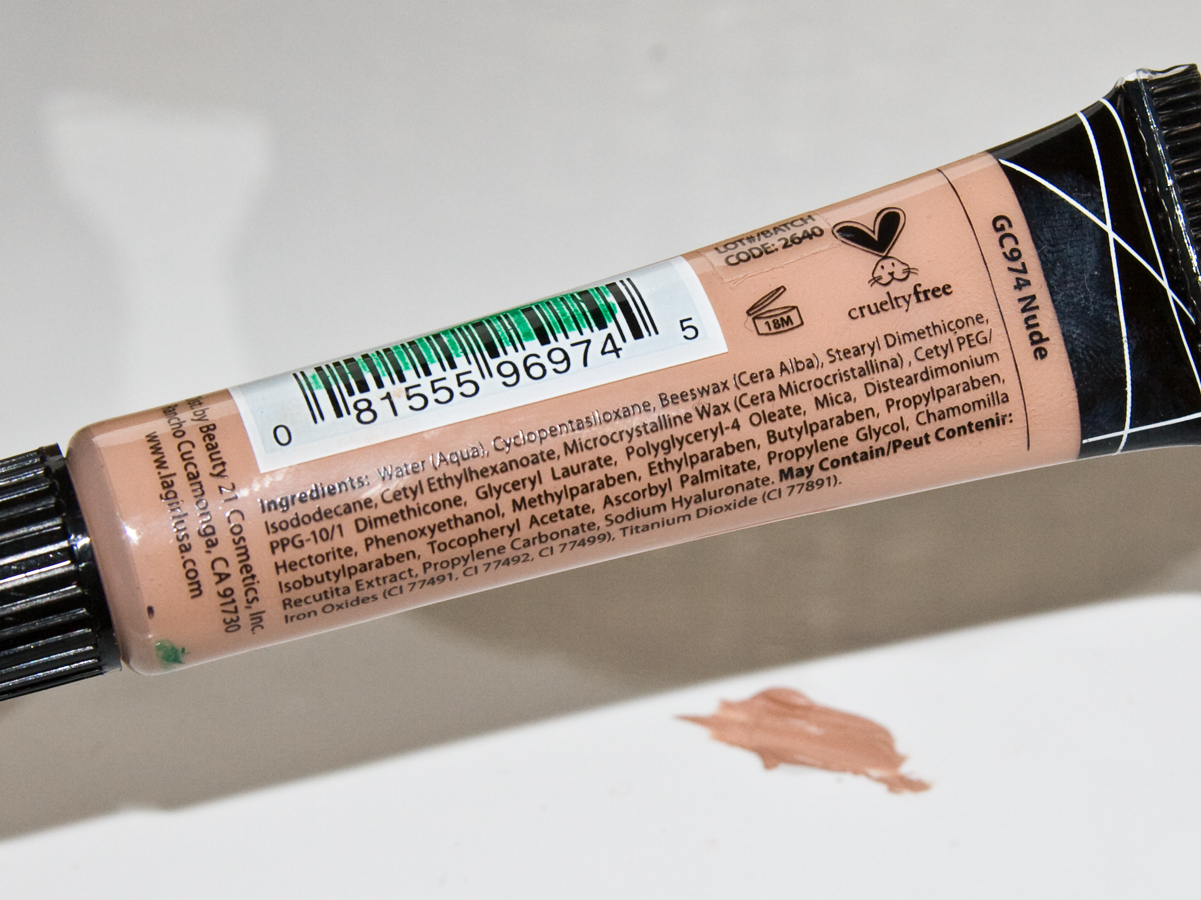 LOT#/BATCH
CODE: 2640
crueltyfree
18M
GC974 Nude
0 81555 96974 5
by Beauty 21 Cosmetics, Inc.
Cucamonga, CA 91730
www.lagirlusa.com
Ingredients: Water (Aqua), Cyclopentasiloxane, Beeswax (Cera Alba), Stearyl Dimethicone,
Isododecane, Cetyl Ethylhexanoate, Microcrystalline Wax (Cera Microcristallina) , Cetyl PEG/
PPG-10/1 Dimethicone, Glyceryl Laurate, Polyglyceryl-4 Oleate, Mica, Disteardimonium
Hectorite, Phenoxyethanol, Methylparaben, Ethylparaben, Butylparaben, Propylparaben,
Isobutylparaben, Tocopheryl Acetate, Ascorbyl Palmitate, Propylene Glycol, Chamomilla
Recutita Extract, Propylene Carbonate, Sodium Hyaluronate. May Contain/Peut Contenir:
Iron Oxides (CI 77491, CI 77492, CI 77499), Titanium Dioxide (CI 77891).